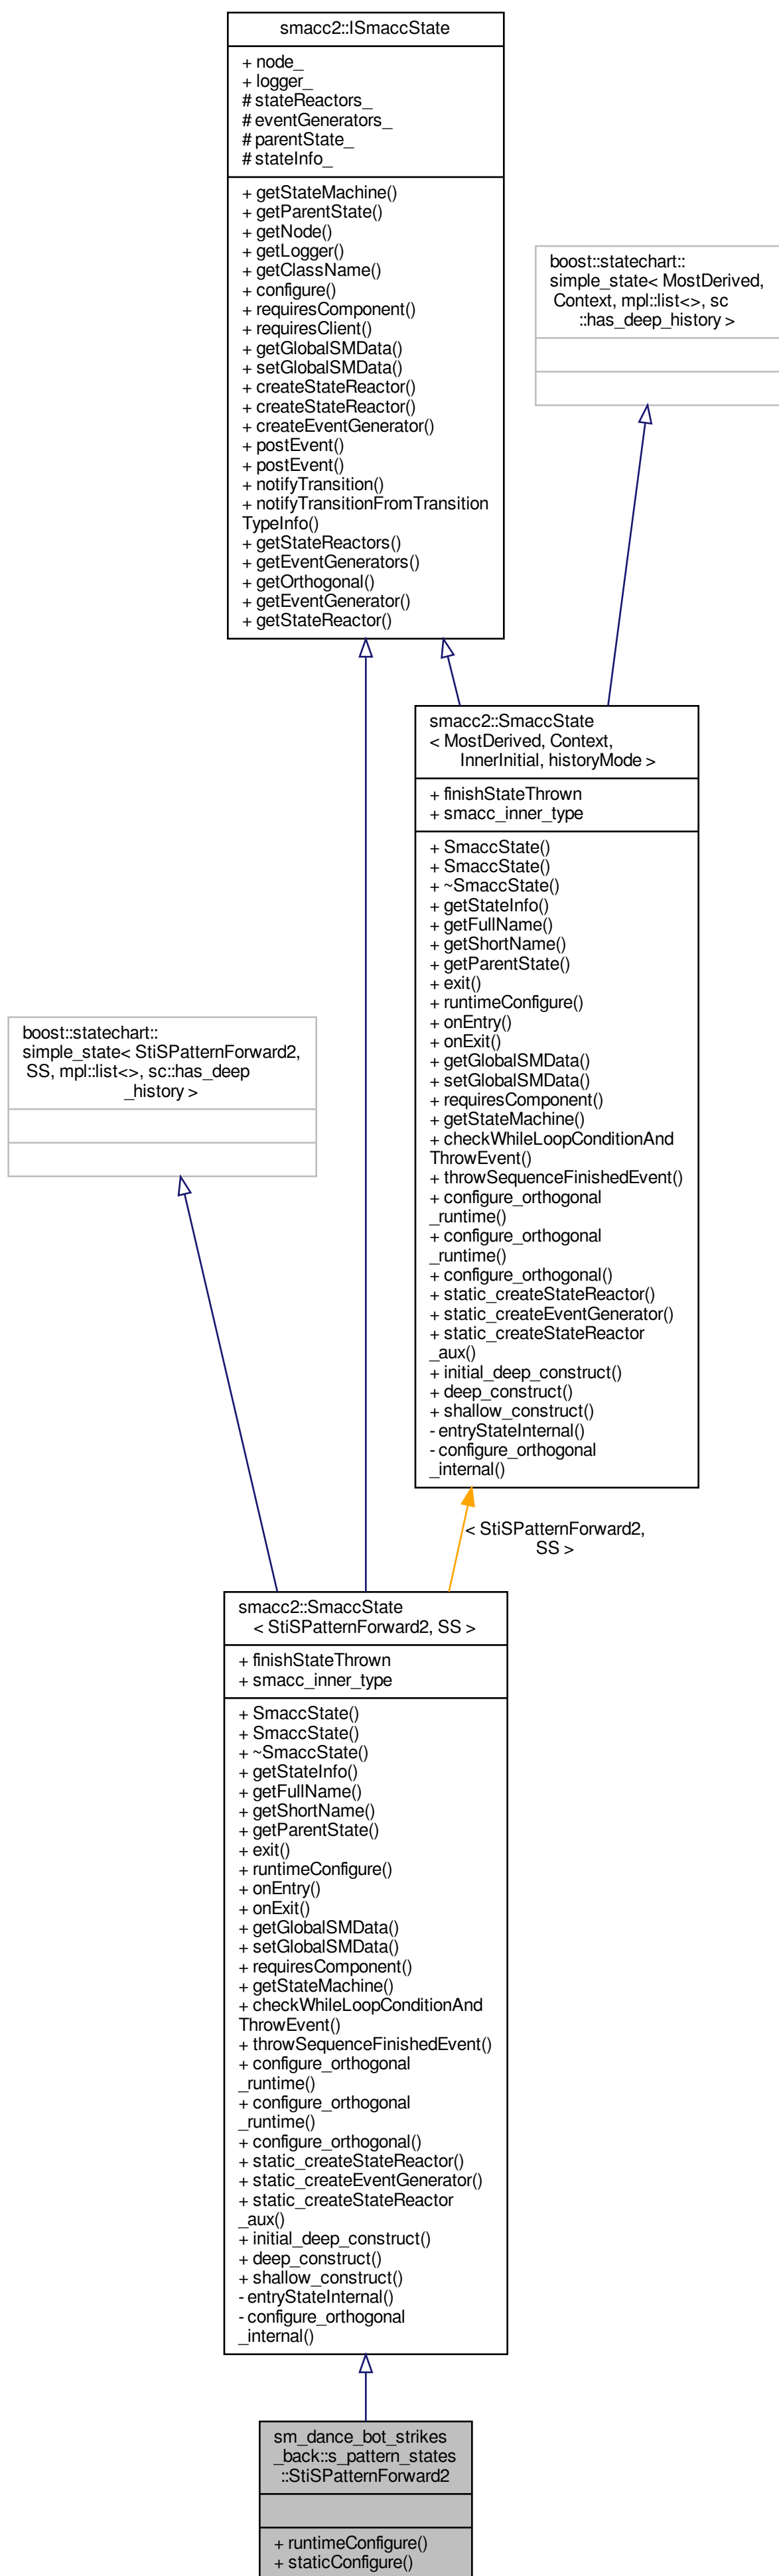 smacc2::ISmaccState
+ node_
+ logger_
# stateReactors_
# eventGenerators_
# parentState_
# stateInfo_
+ getStateMachine()
+ getParentState()
+ getNode()
+ getLogger()
+ getClassName()
+ configure()
+ requiresComponent()
+ requiresClient()
+ getGlobalSMData()
+ setGlobalSMData()
+ createStateReactor()
+ createStateReactor()
+ createEventGenerator()
+ postEvent()
+ postEvent()
+ notifyTransition()
+ notifyTransitionFromTransition
TypeInfo()
+ getStateReactors()
+ getEventGenerators()
+ getOrthogonal()
+ getEventGenerator()
+ getStateReactor()
boost::statechart::
simple_state< MostDerived,
Context, mpl::list<>, sc
::has_deep_history >
smacc2::SmaccState
< MostDerived, Context,
InnerInitial, historyMode >
+ finishStateThrown
+ smacc_inner_type
+ SmaccState()
+ SmaccState()
+ ~SmaccState()
+ getStateInfo()
+ getFullName()
+ getShortName()
+ getParentState()
+ exit()
+ runtimeConfigure()
+ onEntry()
+ onExit()
+ getGlobalSMData()
+ setGlobalSMData()
+ requiresComponent()
+ getStateMachine()
+ checkWhileLoopConditionAnd
ThrowEvent()
+ throwSequenceFinishedEvent()
+ configure_orthogonal
_runtime()
+ configure_orthogonal
_runtime()
+ configure_orthogonal()
+ static_createStateReactor()
+ static_createEventGenerator()
+ static_createStateReactor
_aux()
+ initial_deep_construct()
+ deep_construct()
+ shallow_construct()
- entryStateInternal()
- configure_orthogonal
_internal()
boost::statechart::
simple_state< StiSPatternForward2,
SS, mpl::list<>, sc::has_deep
_history >
< StiSPatternForward2,
SS >
smacc2::SmaccState
< StiSPatternForward2, SS >
+ finishStateThrown
+ smacc_inner_type
+ SmaccState()
+ SmaccState()
+ ~SmaccState()
+ getStateInfo()
+ getFullName()
+ getShortName()
+ getParentState()
+ exit()
+ runtimeConfigure()
+ onEntry()
+ onExit()
+ getGlobalSMData()
+ setGlobalSMData()
+ requiresComponent()
+ getStateMachine()
+ checkWhileLoopConditionAnd
ThrowEvent()
+ throwSequenceFinishedEvent()
+ configure_orthogonal
_runtime()
+ configure_orthogonal
_runtime()
+ configure_orthogonal()
+ static_createStateReactor()
+ static_createEventGenerator()
+ static_createStateReactor
_aux()
+ initial_deep_construct()
+ deep_construct()
+ shallow_construct()
- entryStateInternal()
- configure_orthogonal
_internal()
sm_dance_bot_strikes
_back::s_pattern_states
::StiSPatternForward2
+ runtimeConfigure()
+ staticConfigure()